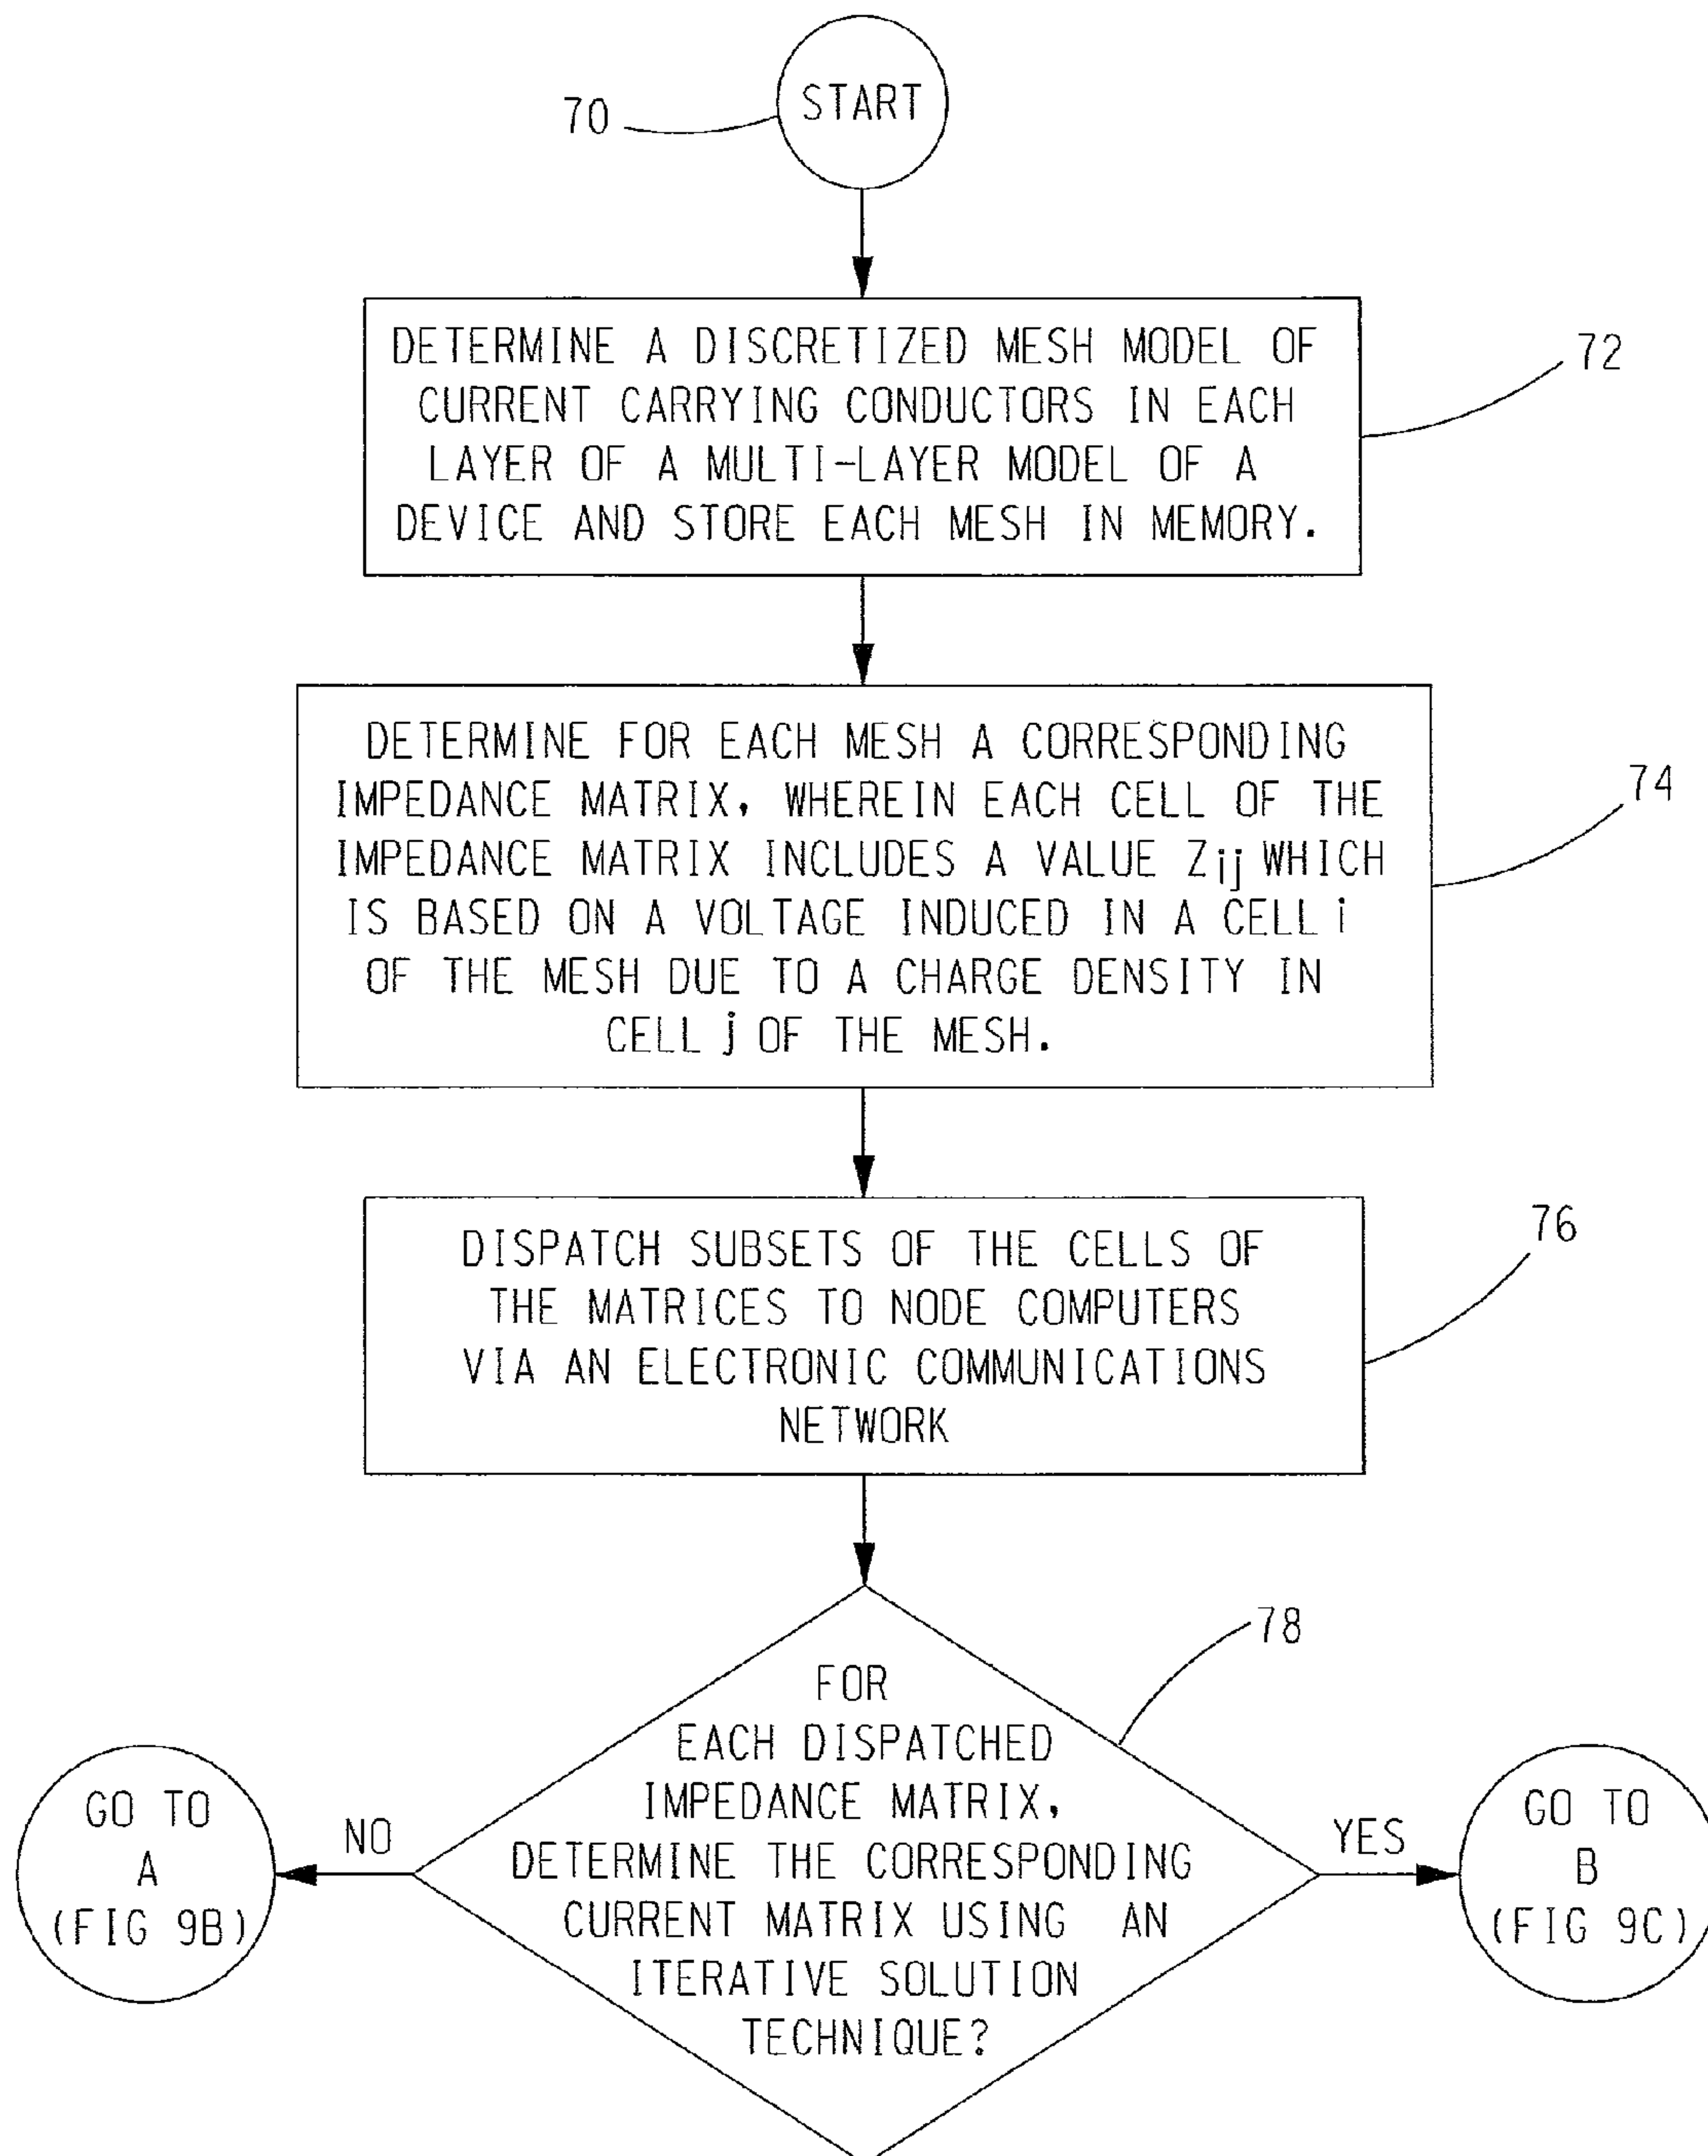 START
70
DETERMINE A DISCRETIZED MESH MODEL OF
CURRENT CARRYING CONDUCTORS IN EACH
LAYER OF A MULTI-LAYER MODEL OF A
DEVICE AND STORE EACH MESH IN MEMORY.
72
DETERMINE FOR EACH MESH A CORRESPONDING
IMPEDANCE MATRIX, WHEREIN EACH CELL OF THE
IMPEDANCE MATRIX INCLUDES A VALUE Zij WHICH
IS BASED ON A VOLTAGE INDUCED IN A CELL i
OF THE MESH DUE TO A CHARGE DENSITY IN
CELL j OF THE MESH.
74
DISPATCH SUBSETS OF THE CELLS OF
THE MATRICES TO NODE COMPUTERS
VIA AN ELECTRONIC COMMUNICATIONS
NETWORK
76
FOR
EACH DISPATCHED
IMPEDANCE MATRIX,
DETERMINE THE CORRESPONDING
CURRENT MATRIX USING AN
ITERATIVE SOLUTION
TECHNIQUE?
78
NO
GO TO
A
(FIG 9B)
YES
GO TO
B
(FIG 9C)